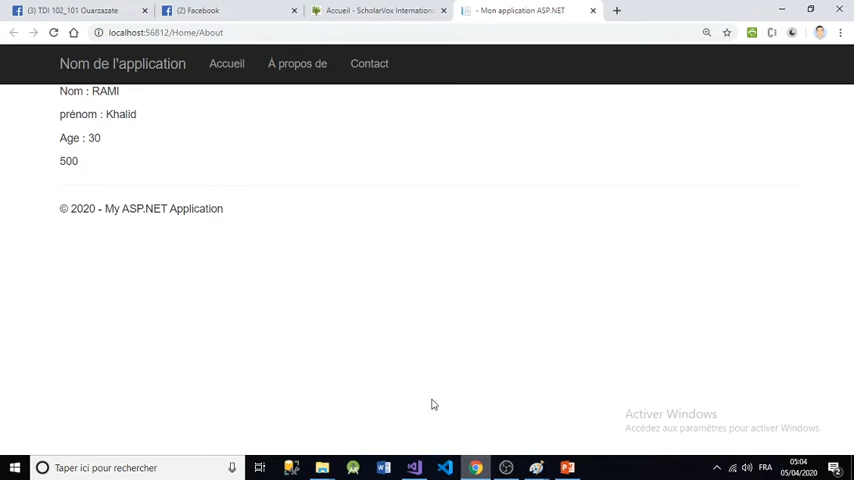 (3) TDI 102_101 Ouarzazate
(2) Facebook
Accueil - ScholarVox Internationa
- Mon application ASP.NET
localhost:56812/Home/About
Nom de l'application
Accueil
À propos de
Contact
Nom : RAMI
prénom : Khalid
Age : 30
500
© 2020 - My ASP.NET Application
Activer Windows
Accédez aux paramètres pour activer Windows.
Taper ici pour rechercher
FRA
05:04
05/04/2020
2